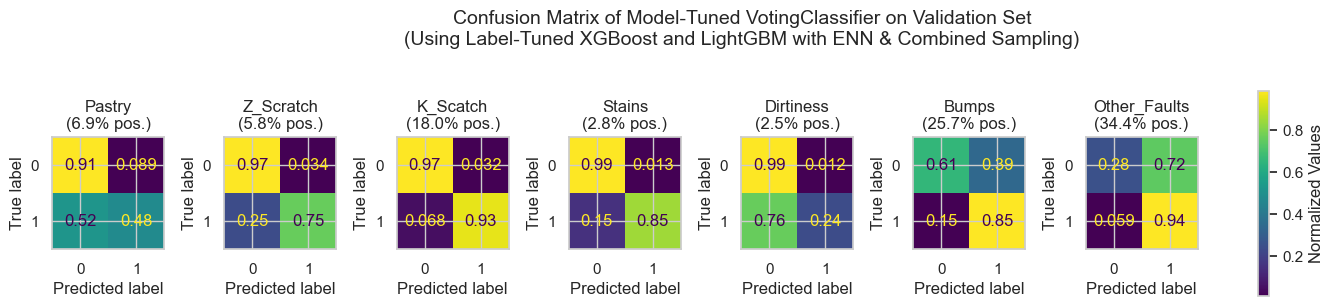 Confusion Matrix of Model-Tuned VotingClassifier on Validation Set
(Using Label-Tuned XGBoost and LightGBM with ENN & Combined Sampling)
Pastry
(6.9% pos.)
True label
0
1
0.91 0.089
0.52 0.48
0 1
Predicted label
Z_Scratch
(5.8% pos.)
True label
0
1
0.97 0.034
0.25 0.75
0 1
Predicted label
K_Scatch
(18.0% pos.)
True label
0
1
0.97 0.032
0.068 0.93
0 1
Predicted label
Stains
(2.8% pos.)
True label
0
1
0.99 0.013
0.15 0.85
0 1
Predicted label
Dirtiness
(2.5% pos.)
True label
0
1
0.99 0.012
0.76 0.24
0 1
Predicted label
Bumps
(25.7% pos.)
True label
0
1
0.61 0.39
0.15 0.85
0 1
Predicted label
Other_Faults
(34.4% pos.)
True label
0
1
0.28 0.72
0.059 0.94
0 1
Predicted label
0.8
0.6
0.4
0.2
Normalized Values